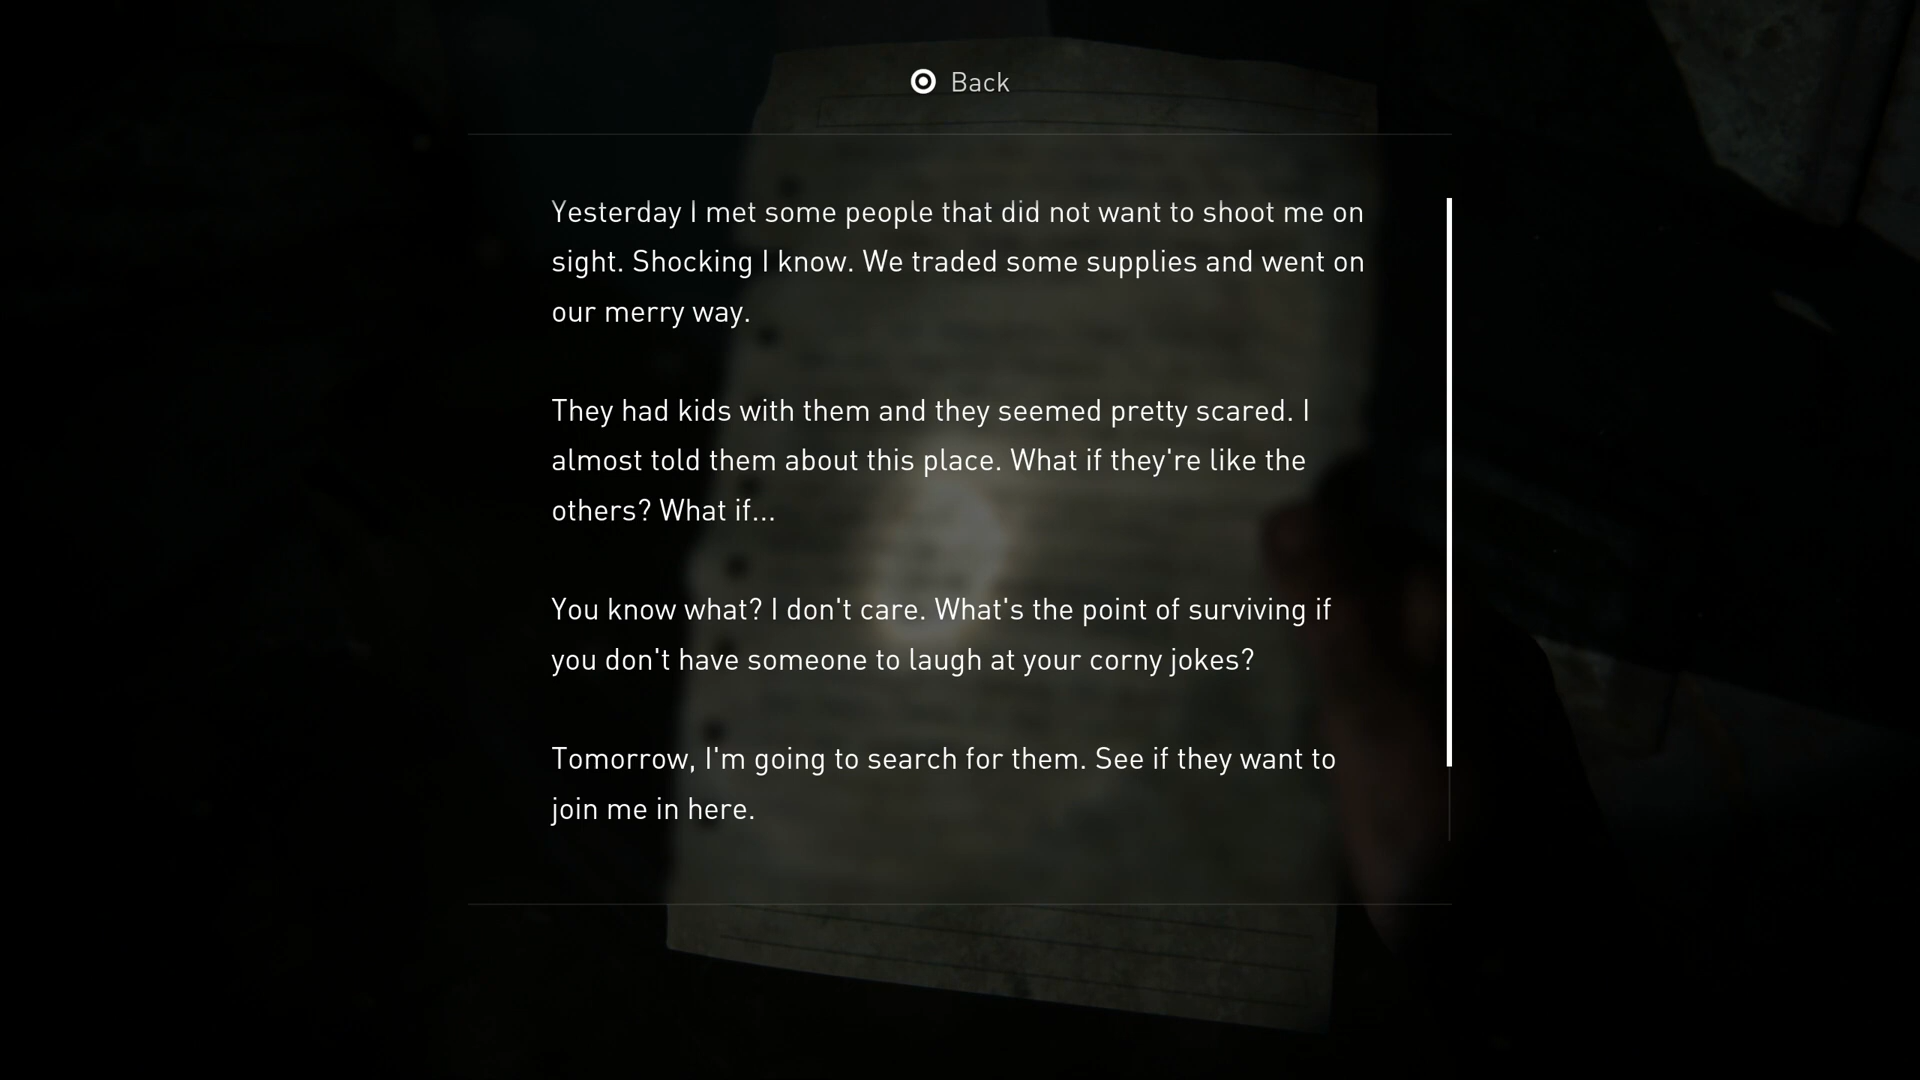 Back
Yesterday I met some people that did not want to shoot me on
sight. Shocking I know. We traded some supplies and went on
our merry way.
They had kids with them and they seemed pretty scared. I
almost told them about this place. What if they're like the
others? What if...
You know what? I don't care. What's the point of surviving if
you don't have someone to laugh at your corny jokes?
Tomorrow, I'm going to search for them. See if they want to
join me in here.